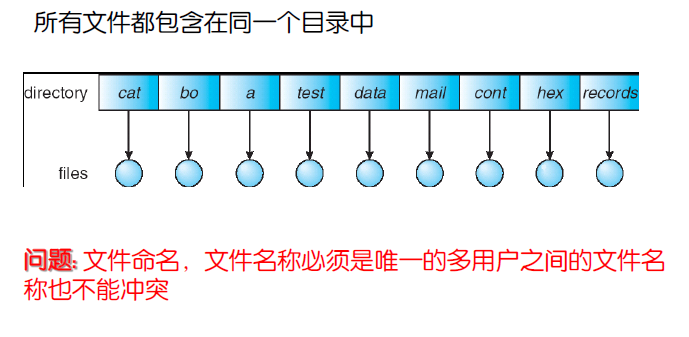 所有文件都包含在同一个目录中
directory cat bo a test data mail cont hex records
files
问题: 文件命名，文件名称必须是唯一的多用户之间的文件名
称也不能冲突